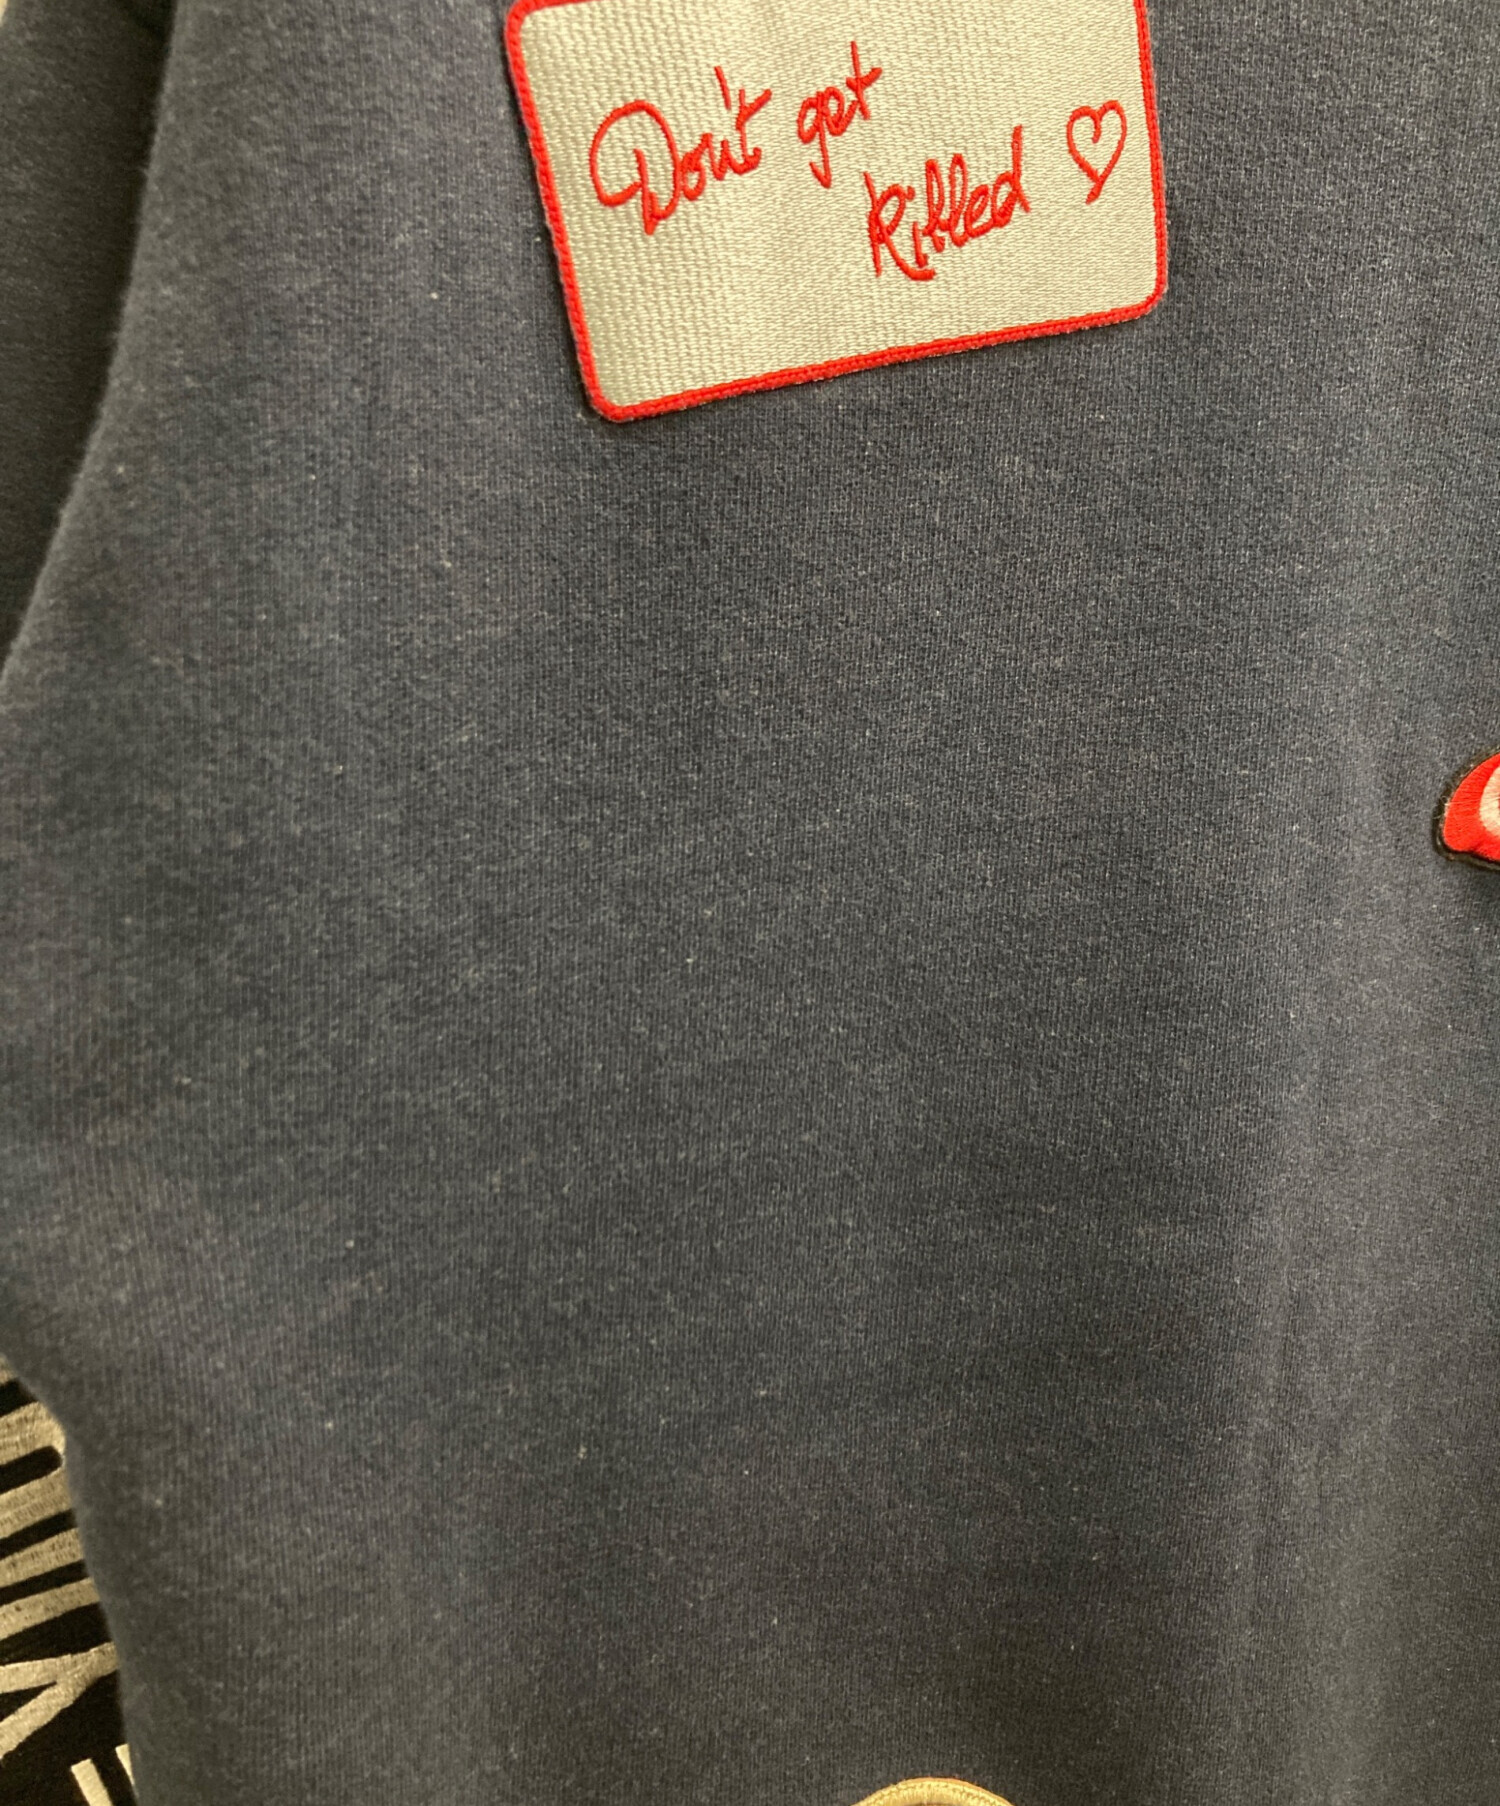 Don't get
killed ♡